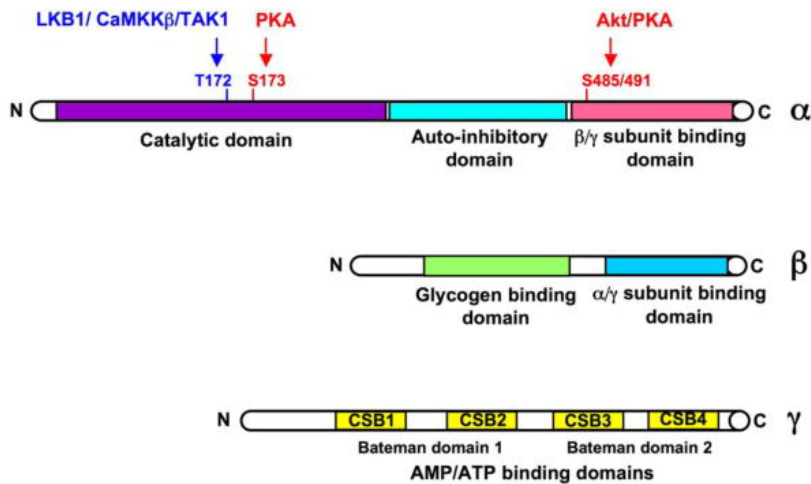 LKB1/ CaMKKβ/TAK1 PKA Akt/PKA
T172 S173 S485/491
N C α
Catalytic domain Auto-inhibitory domain β/γ subunit binding domain
N C β
Glycogen binding domain α/γ subunit binding domain
N CSB1 CSB2 CSB3 CSB4 C γ
Bateman domain 1 Bateman domain 2
AMP/ATP binding domains